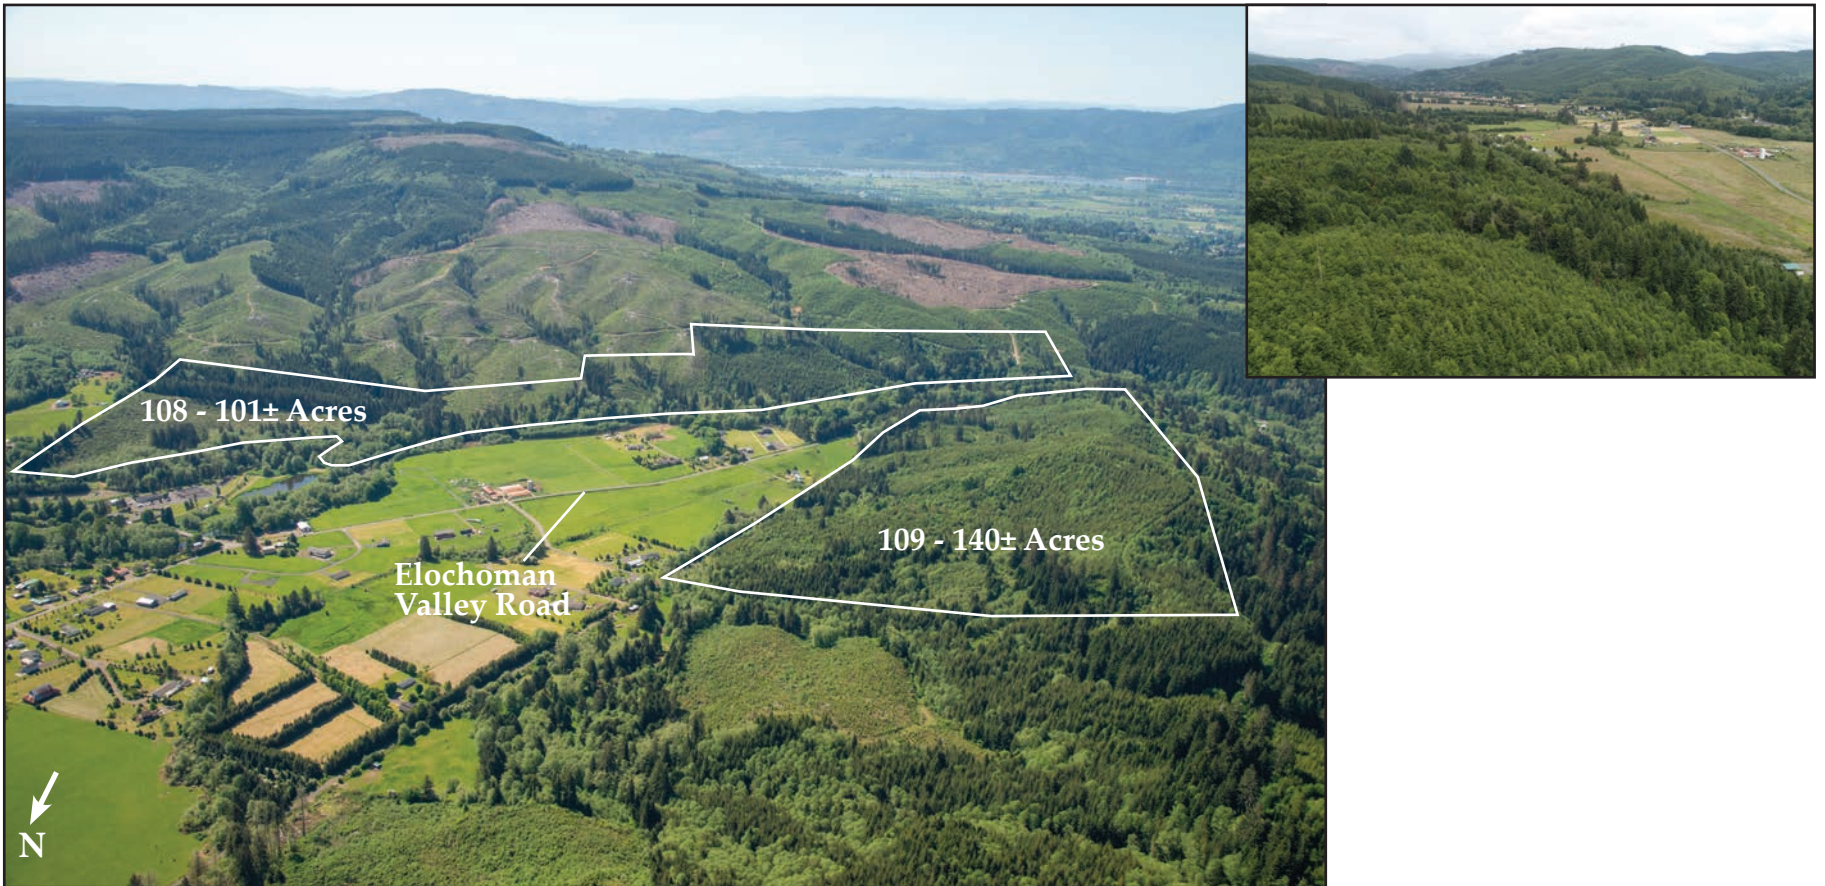 108 - 101± Acres
109 - 140± Acres
Elochoman
Valley Road
N